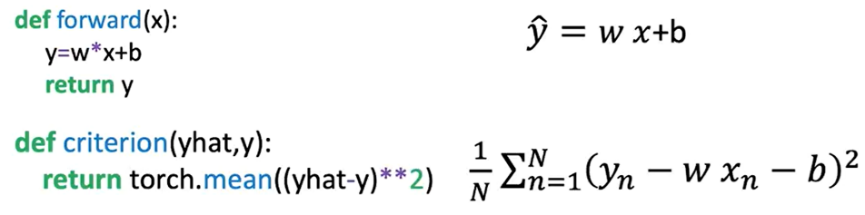 def forward(x):
y=w*x+b
return y
ŷ = w x+b
def criterion(yhat,y):
return torch.mean((yhat-y)**2)
1/N ∑_{n=1}^{N}(y_n − w x_n − b)^2